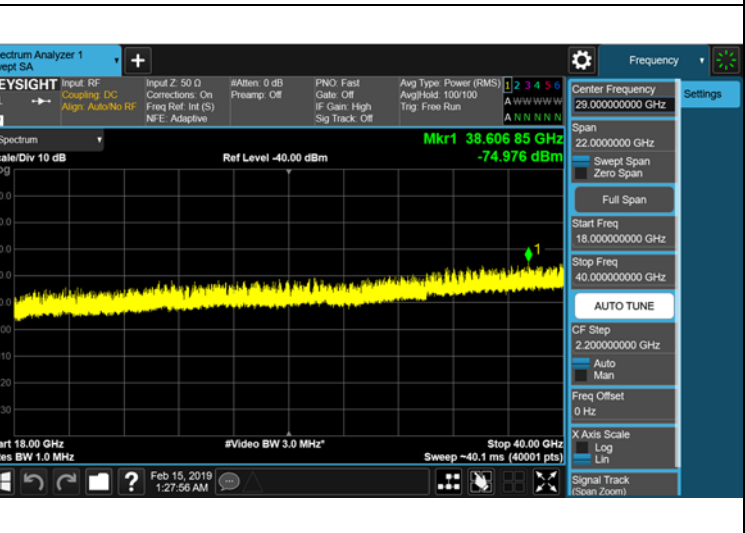 ectrum Analyzer 1
ept SA
+
Frequency
EYSIGHT
Input: RF
Coupling: DC
Align: Auto/No RF
Input Z: 50 Ω
Corrections: On
Freq Ref: Int (S)
NFE: Adaptive
#Atten: 0 dB
Preamp: Off
PNO: Fast
Gate: Off
IF Gain: High
Sig Track: Off
Avg Type: Power (RMS)
Avg|Hold: 100/100
Trig: Free Run
1 2 3 4 5 6
A W W W W W
A N N N N N
Spectrum
cale/Div 10 dB
Ref Level -40.00 dBm
Mkr1 38.606 85 GHz
-74.976 dBm
og
1
art 18.00 GHz
es BW 1.0 MHz
#Video BW 3.0 MHz*
Stop 40.00 GHz
Sweep ~40.1 ms (40001 pts)
Feb 15, 2019
1:27:56 AM
?
Center Frequency
29.000000000 GHz
Settings
Span
22.0000000 GHz
Swept Span
Zero Span
Full Span
Start Freq
18.000000000 GHz
Stop Freq
40.000000000 GHz
AUTO TUNE
CF Step
2.200000000 GHz
Auto
Man
Freq Offset
0 Hz
X Axis Scale
Log
Lin
Signal Track
(Span Zoom)